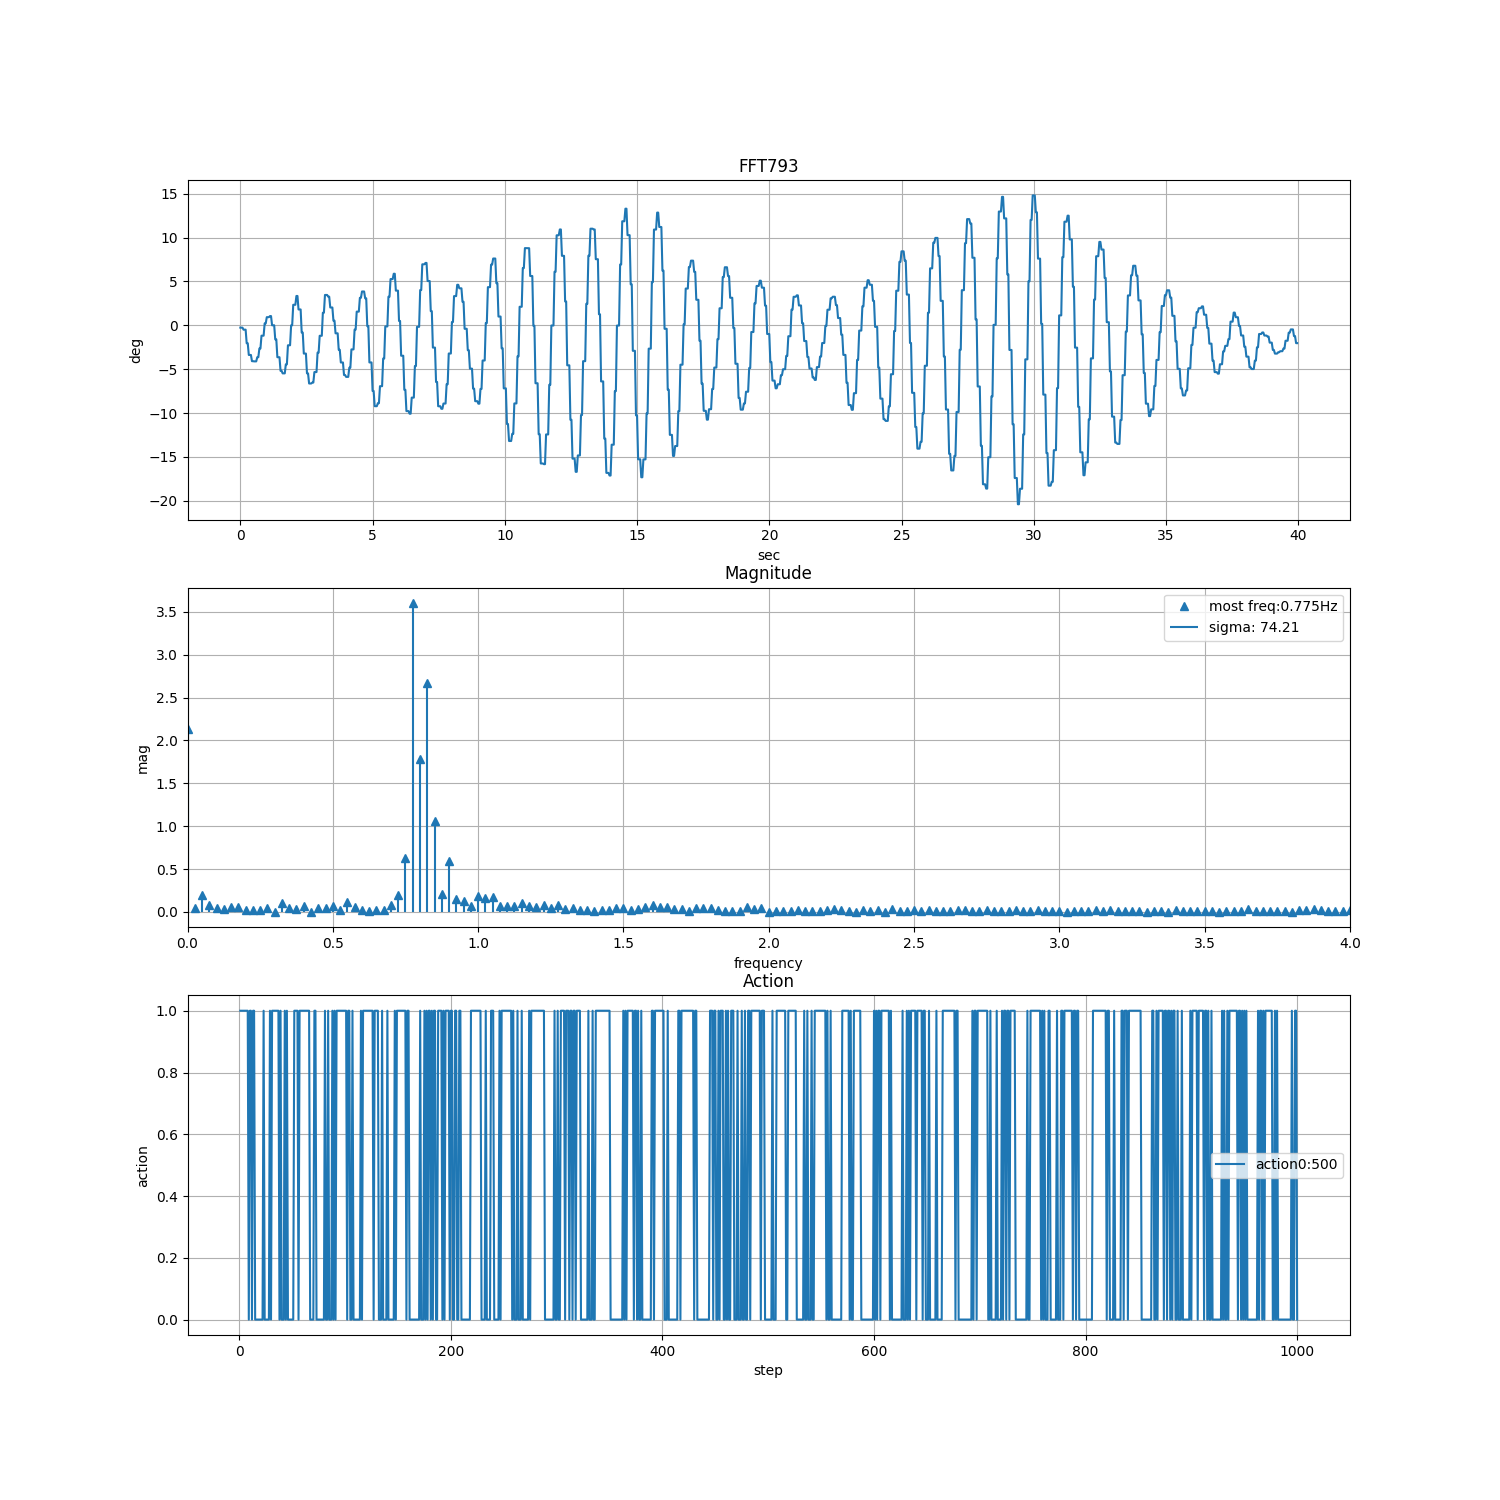 FFT793
15
10
5
0
−5
−10
−15
−20
deg
0 5 10 15 20 25 30 35 40
sec
Magnitude
3.5
3.0
2.5
2.0
1.5
1.0
0.5
0.0
mag
most freq:0.775Hz
sigma: 74.21
0.0 0.5 1.0 1.5 2.0 2.5 3.0 3.5 4.0
frequency
Action
1.0
0.8
0.6
0.4
0.2
0.0
action
action0:500
0 200 400 600 800 1000
step